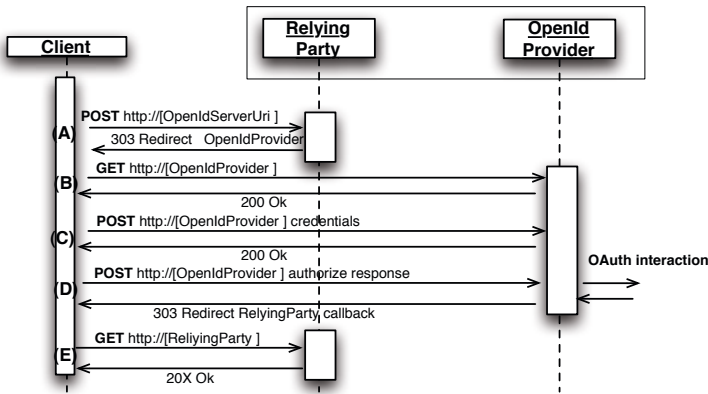 Client
Relying
Party
OpenId
Provider
(A)
POST http://[OpenIdServerUri ]
303 Redirect OpenIdProvider
(B)
GET http://[OpenIdProvider ]
200 Ok
(C)
POST http://[OpenIdProvider ] credentials
200 Ok
(D)
POST http://[OpenIdProvider ] authorize response
OAuth interaction
303 Redirect RelyingParty callback
(E)
GET http://[ReliyingParty ]
20X Ok